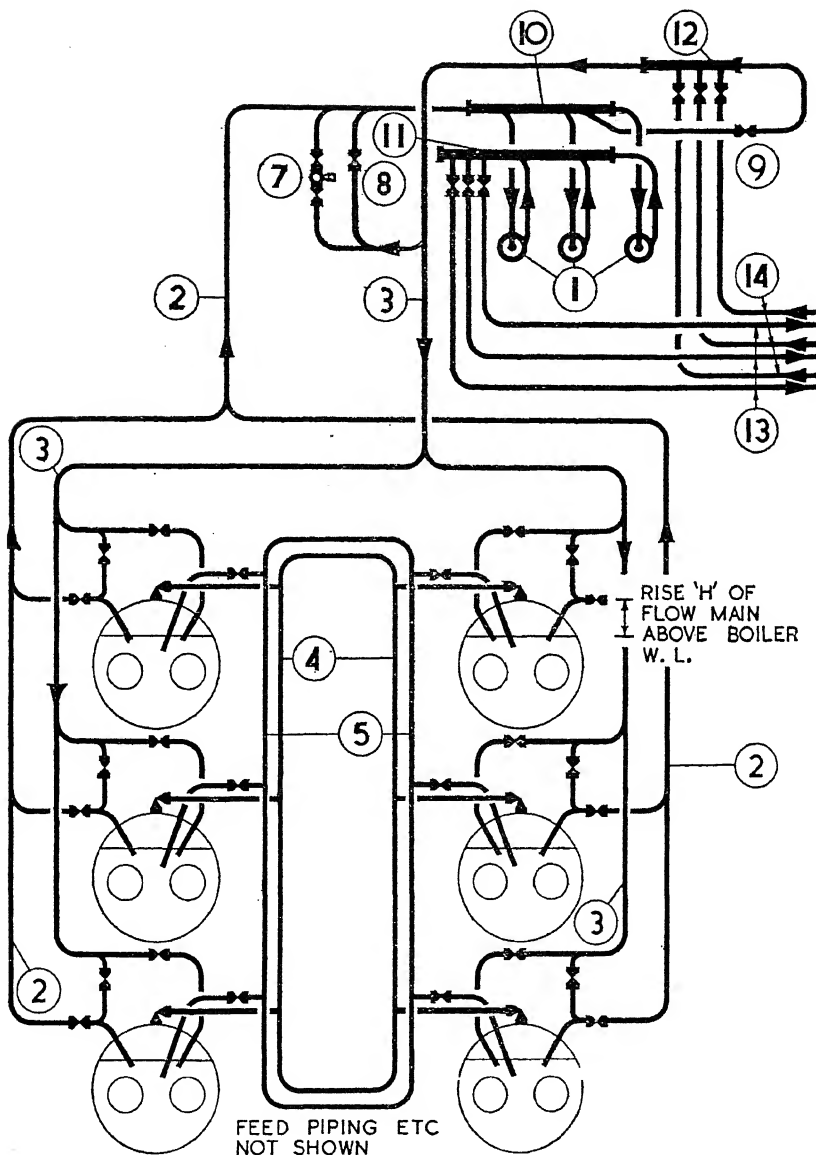 10
12
11
7
8
9
1
14
2
3
13
3
RISE 'H' OF
FLOW MAIN
ABOVE BOILER
W. L.
4
5
2
3
2
FEED PIPING ETC
NOT SHOWN